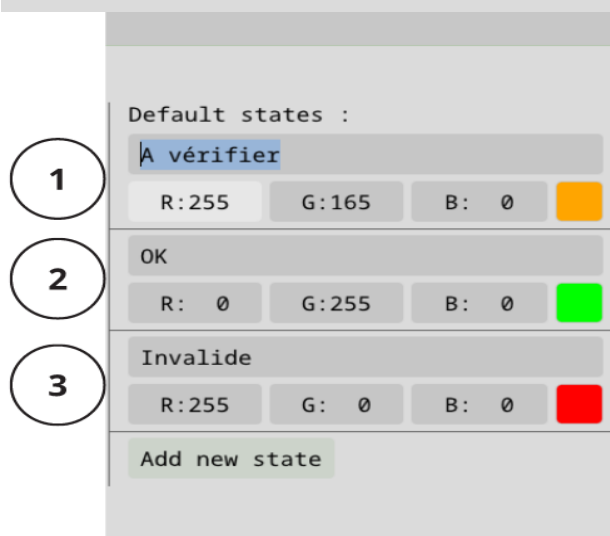 Default states :
1
A vérifier
R:255 G:165 B: 0
2
OK
R: 0 G:255 B: 0
3
Invalide
R:255 G: 0 B: 0
Add new state